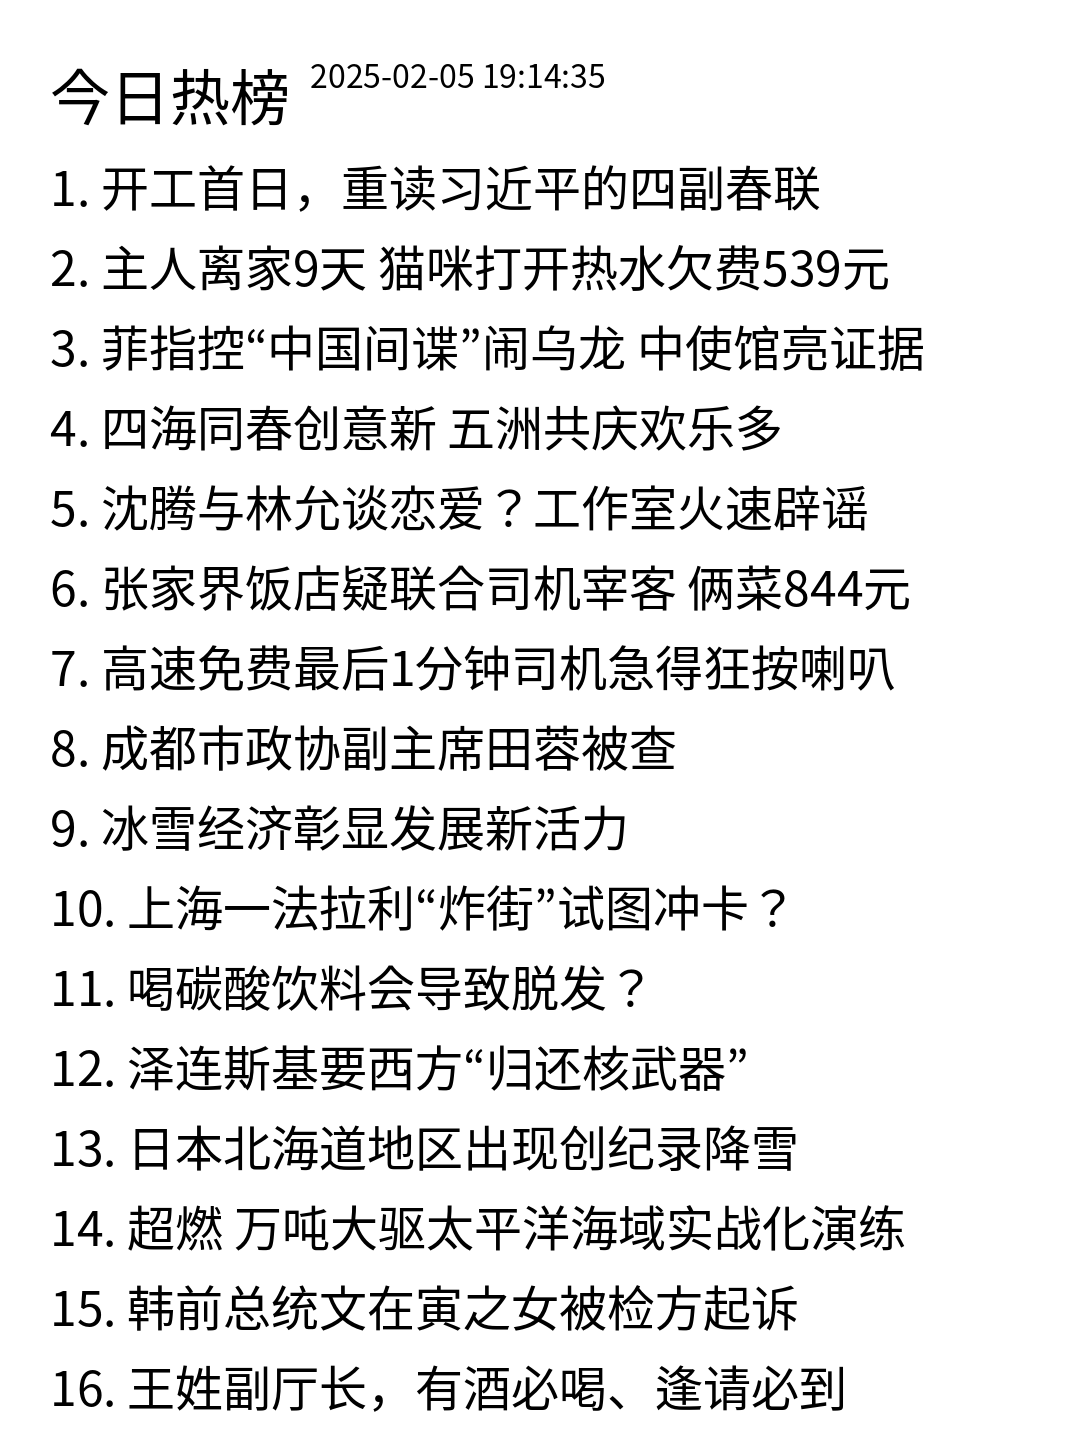 今日热榜 2025-02-05 19:14:35
1. 开工首日，重读习近平的四副春联
2. 主人离家9天 猫咪打开热水欠费539元
3. 菲指控“中国间谍”闹乌龙 中使馆亮证据
4. 四海同春创意新 五洲共庆欢乐多
5. 沈腾与林允谈恋爱？工作室火速辟谣
6. 张家界饭店疑联合司机宰客 俩菜844元
7. 高速免费最后1分钟司机急得狂按喇叭
8. 成都市政协副主席田蓉被查
9. 冰雪经济彰显发展新活力
10. 上海一法拉利“炸街”试图冲卡？
11. 喝碳酸饮料会导致脱发？
12. 泽连斯基要西方“归还核武器”
13. 日本北海道地区出现创纪录降雪
14. 超燃 万吨大驱太平洋海域实战化演练
15. 韩前总统文在寅之女被检方起诉
16. 王姓副厅长，有酒必喝、逢请必到